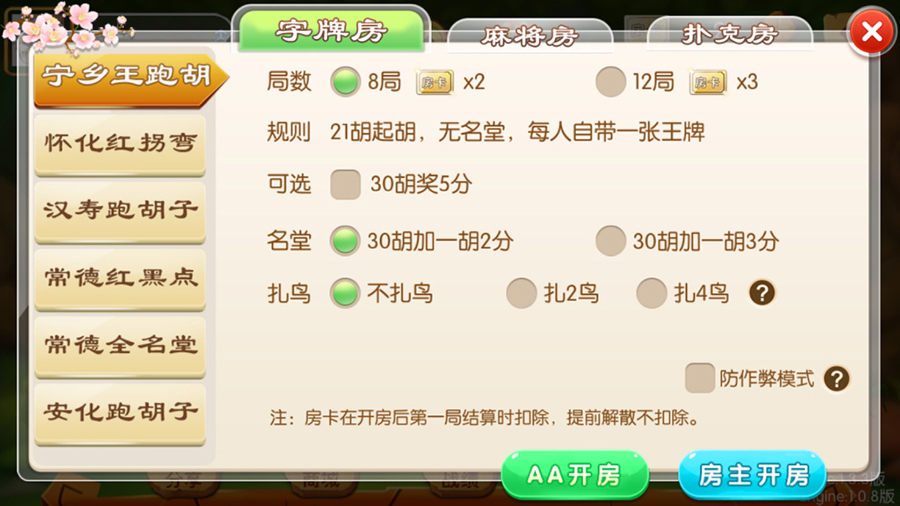 字牌房
麻将房
扑克房
宁乡王跑胡
怀化红拐弯
汉寿跑胡子
常德红黑点
常德全名堂
安化跑胡子
局数 8局 房卡 x2 12局 房卡 x3
规则 21胡起胡，无名堂，每人自带一张王牌
可选 30胡奖5分
名堂 30胡加一胡2分 30胡加一胡3分
扎鸟 不扎鸟 扎2鸟 扎4鸟 ?
防作弊模式 ?
注：房卡在开房后第一局结算时扣除，提前解散不扣除。
AA开房
房主开房
分享
商城
战绩